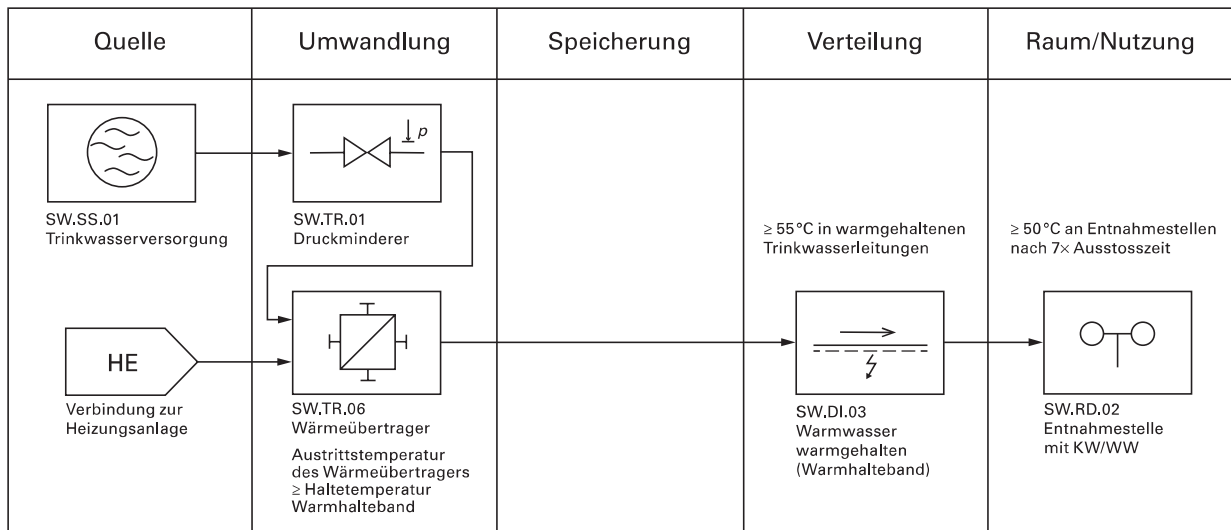 Quelle
Umwandlung
Speicherung
Verteilung
Raum/Nutzung
p
SW.SS.01
Trinkwasserversorgung
SW.TR.01
Druckminderer
≥ 55°C in warmgehaltenen
Trinkwasserleitungen
≥ 50°C an Entnahmestellen
nach 7× Ausstosszeit
HE
Verbindung zur
Heizungsanlage
SW.TR.06
Wärmeübertrager
Austrittstemperatur
des Wärmeübertragers
≥ Haltetemperatur
Warmhalteband
SW.DI.03
Warmwasser
warmgehalten
(Warmhalteband)
SW.RD.02
Entnahmestelle
mit KW/WW